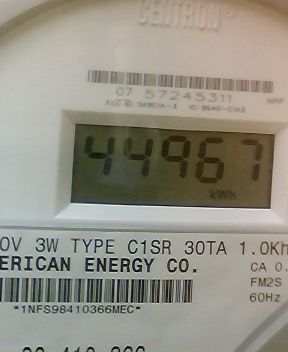 CENTRON
07 57245311
44967
kWh
0V 3W TYPE C1SR 30TA 1.0Kh
ERICAN ENERGY CO.
CA 0.
FM2S
60Hz
*1NFS98410366MEC*